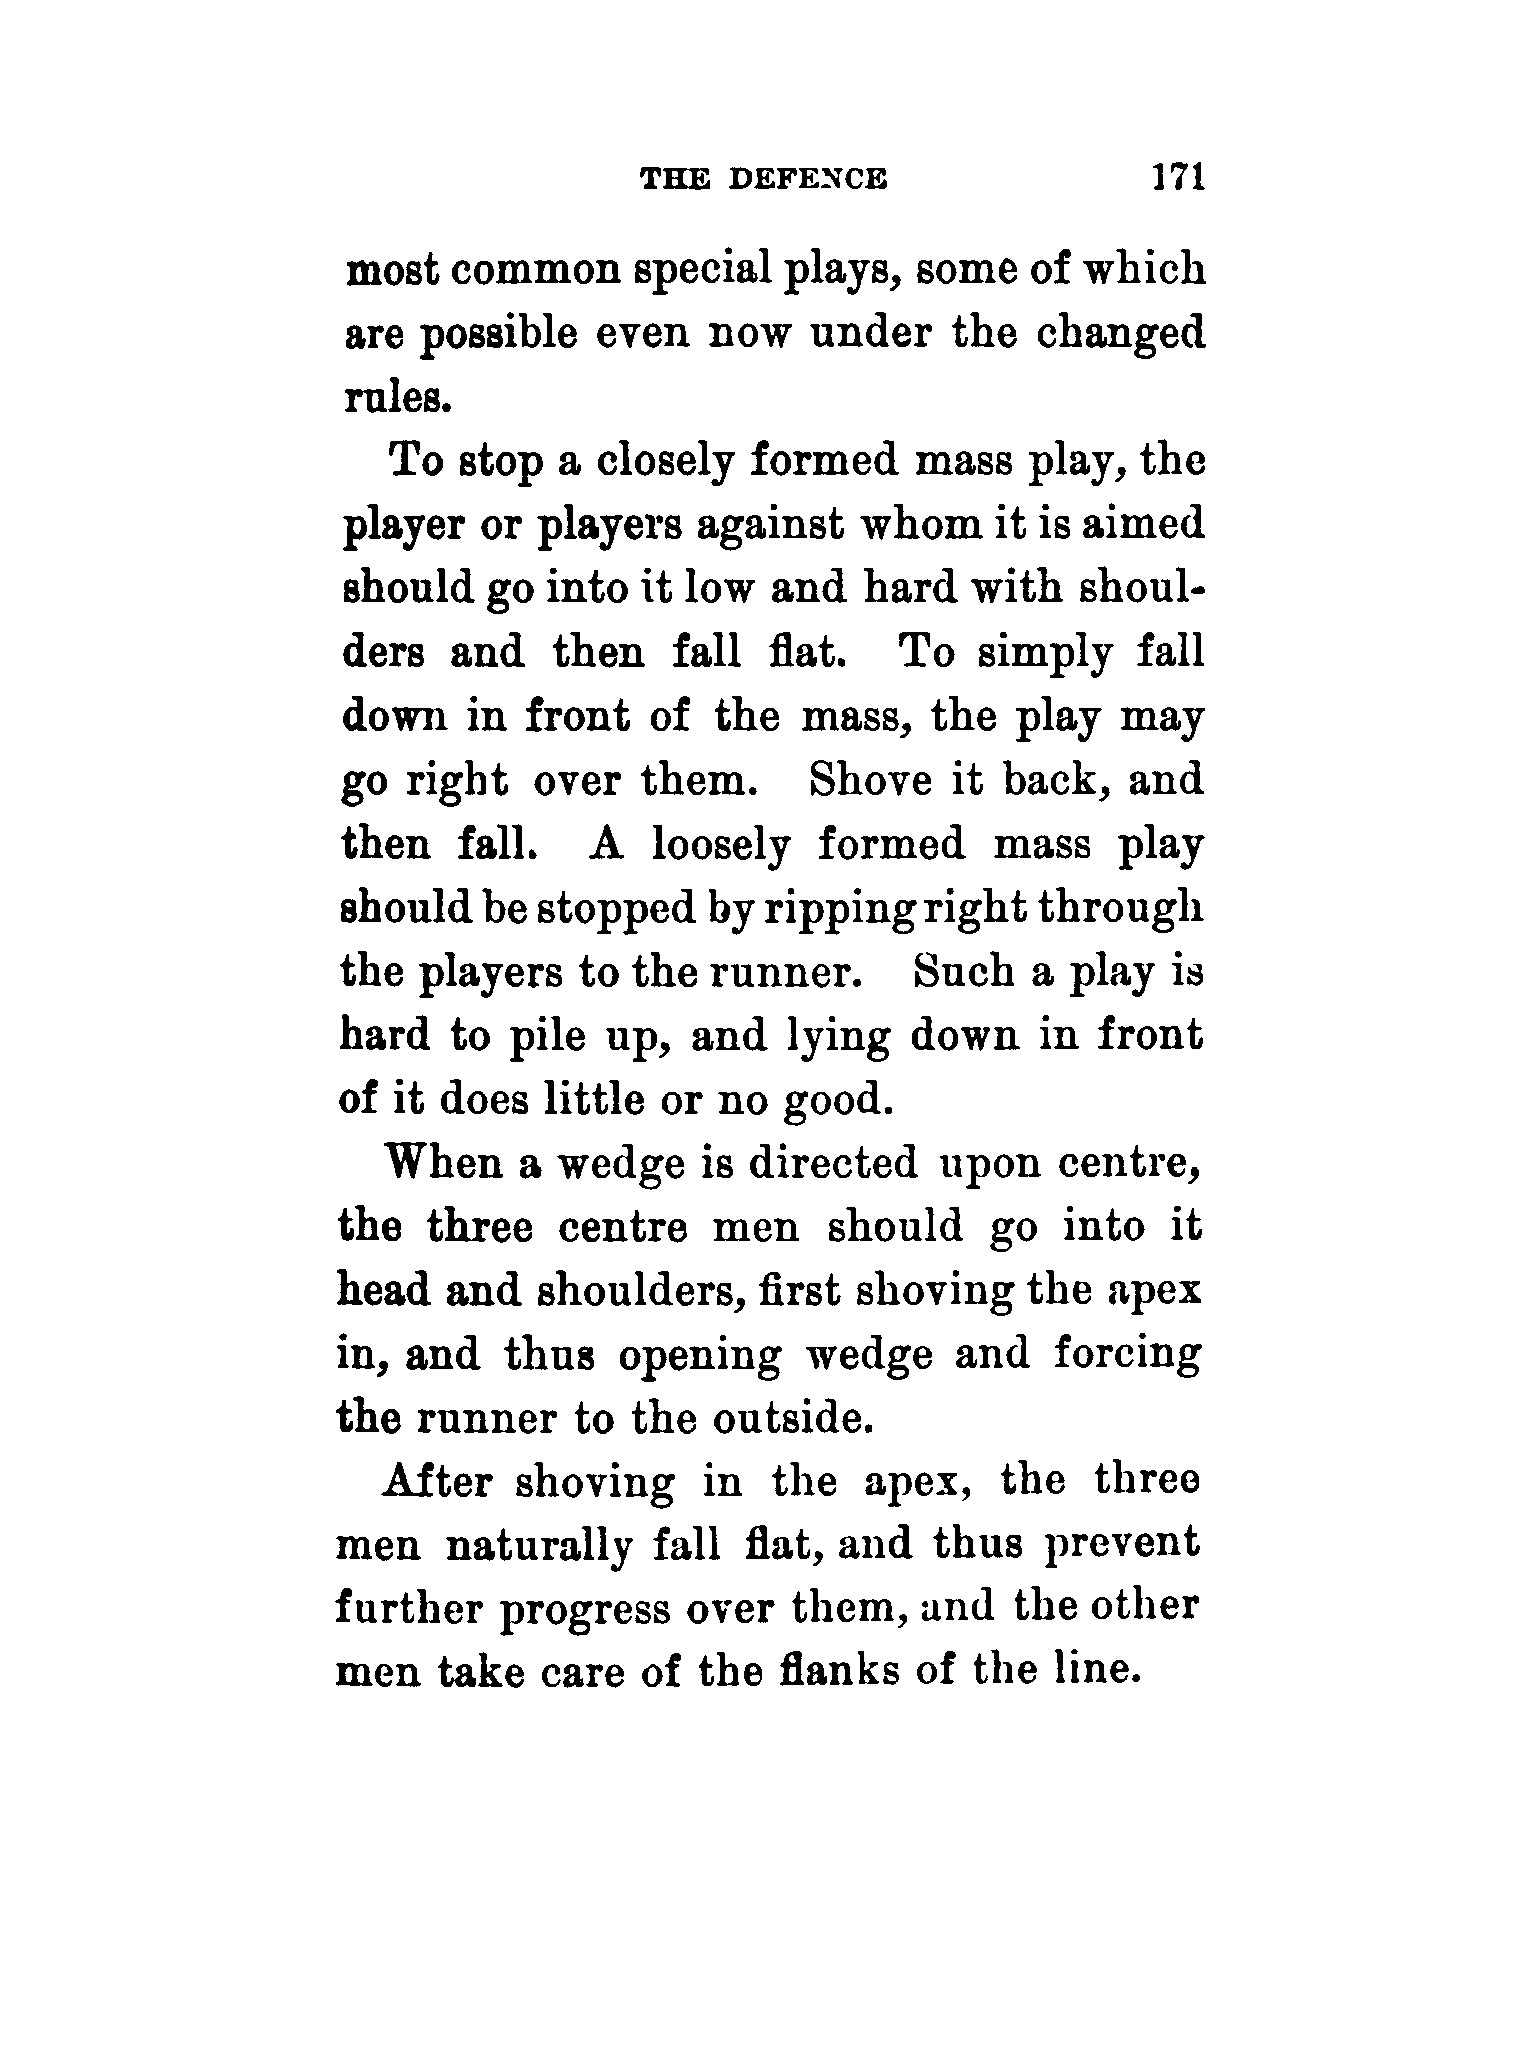 THE DEFENCE 171
most common special plays, some of which
are possible even now under the changed
rules.
To stop a closely formed mass play, the
player or players against whom it is aimed
should go into it low and hard with shoul-
ders and then fall flat. To simply fall
down in front of the mass, the play may
go right over them. Shove it back, and
then fall. A loosely formed mass play
should be stopped by ripping right through
the players to the runner. Such a play is
hard to pile up, and lying down in front
of it does little or no good.
When a wedge is directed upon centre,
the three centre men should go into it
head and shoulders, first shoving the apex
in, and thus opening wedge and forcing
the runner to the outside.
After shoving in the apex, the three
men naturally fall flat, and thus prevent
further progress over them, and the other
men take care of the flanks of the line.